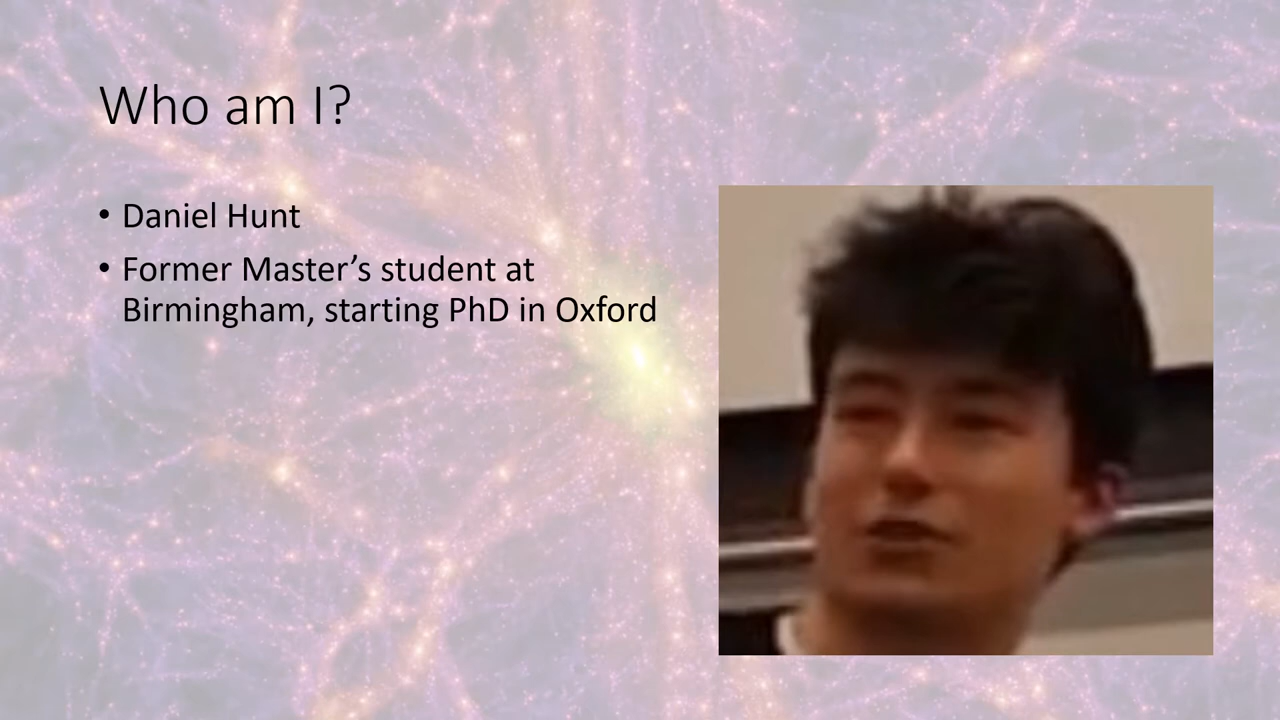 Who am I?
• Daniel Hunt
• Former Master’s student at
Birmingham, starting PhD in Oxford